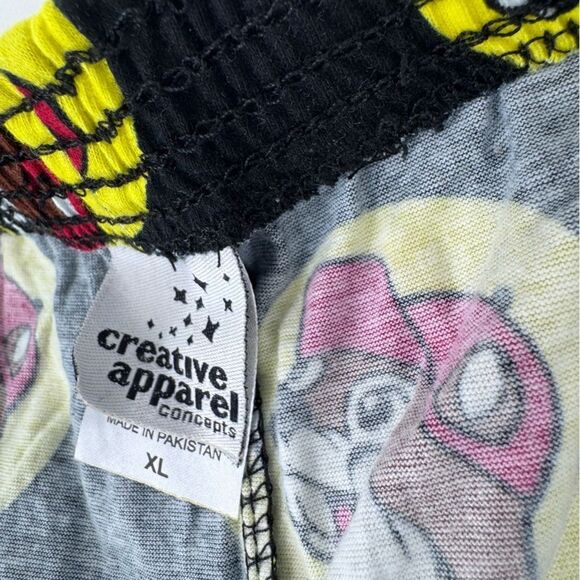 creative
apparel
concepts
MADE IN PAKISTAN
XL